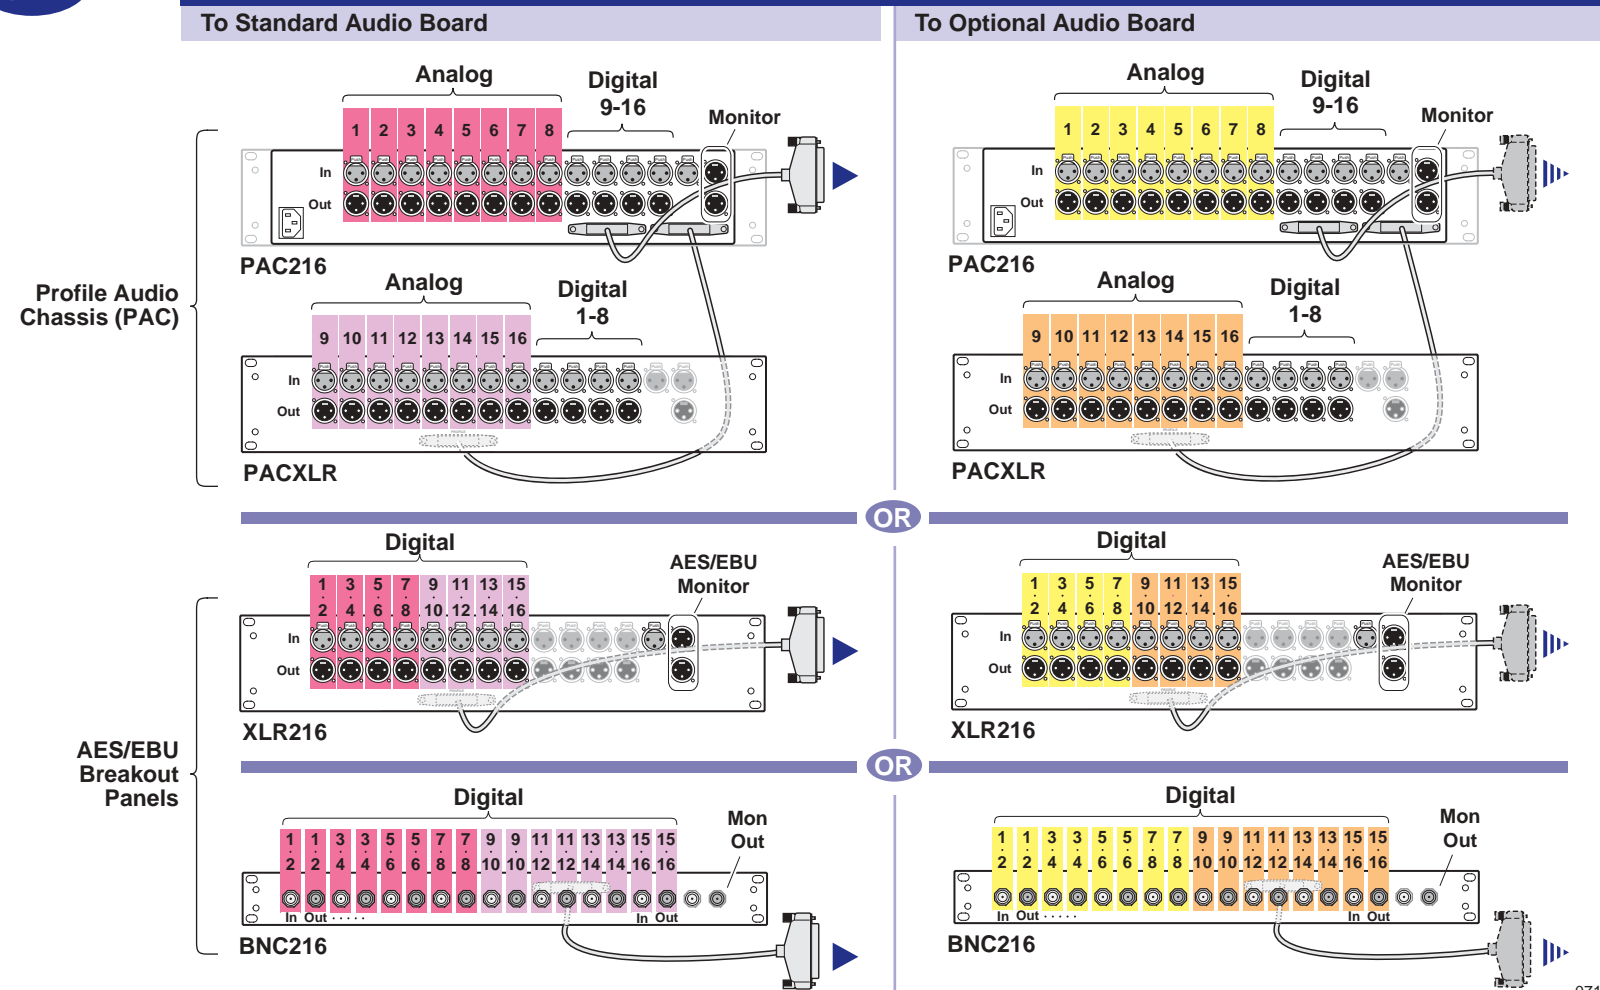 To Standard Audio Board
To Optional Audio Board
Analog
Digital
9-16
Monitor
1 2 3 4 5 6 7 8
In
Out
PAC216
Profile Audio
Chassis (PAC)
Analog
Digital
1-8
9 10 11 12 13 14 15 16
In
Out
PACXLR
Analog
Digital
9-16
Monitor
1 2 3 4 5 6 7 8
In
Out
PAC216
Analog
Digital
1-8
9 10 11 12 13 14 15 16
In
Out
PACXLR
OR
Digital
AES/EBU
Monitor
1 3 5 7 9 11 13 15
2 4 6 8 10 12 14 16
In
Out
XLR216
Digital
AES/EBU
Monitor
1 3 5 7 9 11 13 15
2 4 6 8 10 12 14 16
In
Out
XLR216
AES/EBU
Breakout
Panels
OR
Digital
Mon
Out
1 1 3 3 5 5 7 7 9 9 11 11 13 13 15 15
2 2 4 4 6 6 8 8 10 10 12 12 14 14 16 16
In Out ..... In Out
BNC216
Digital
Mon
Out
1 1 3 3 5 5 7 7 9 9 11 11 13 13 15 15
2 2 4 4 6 6 8 8 10 10 12 12 14 14 16 16
In Out ..... In Out
BNC216